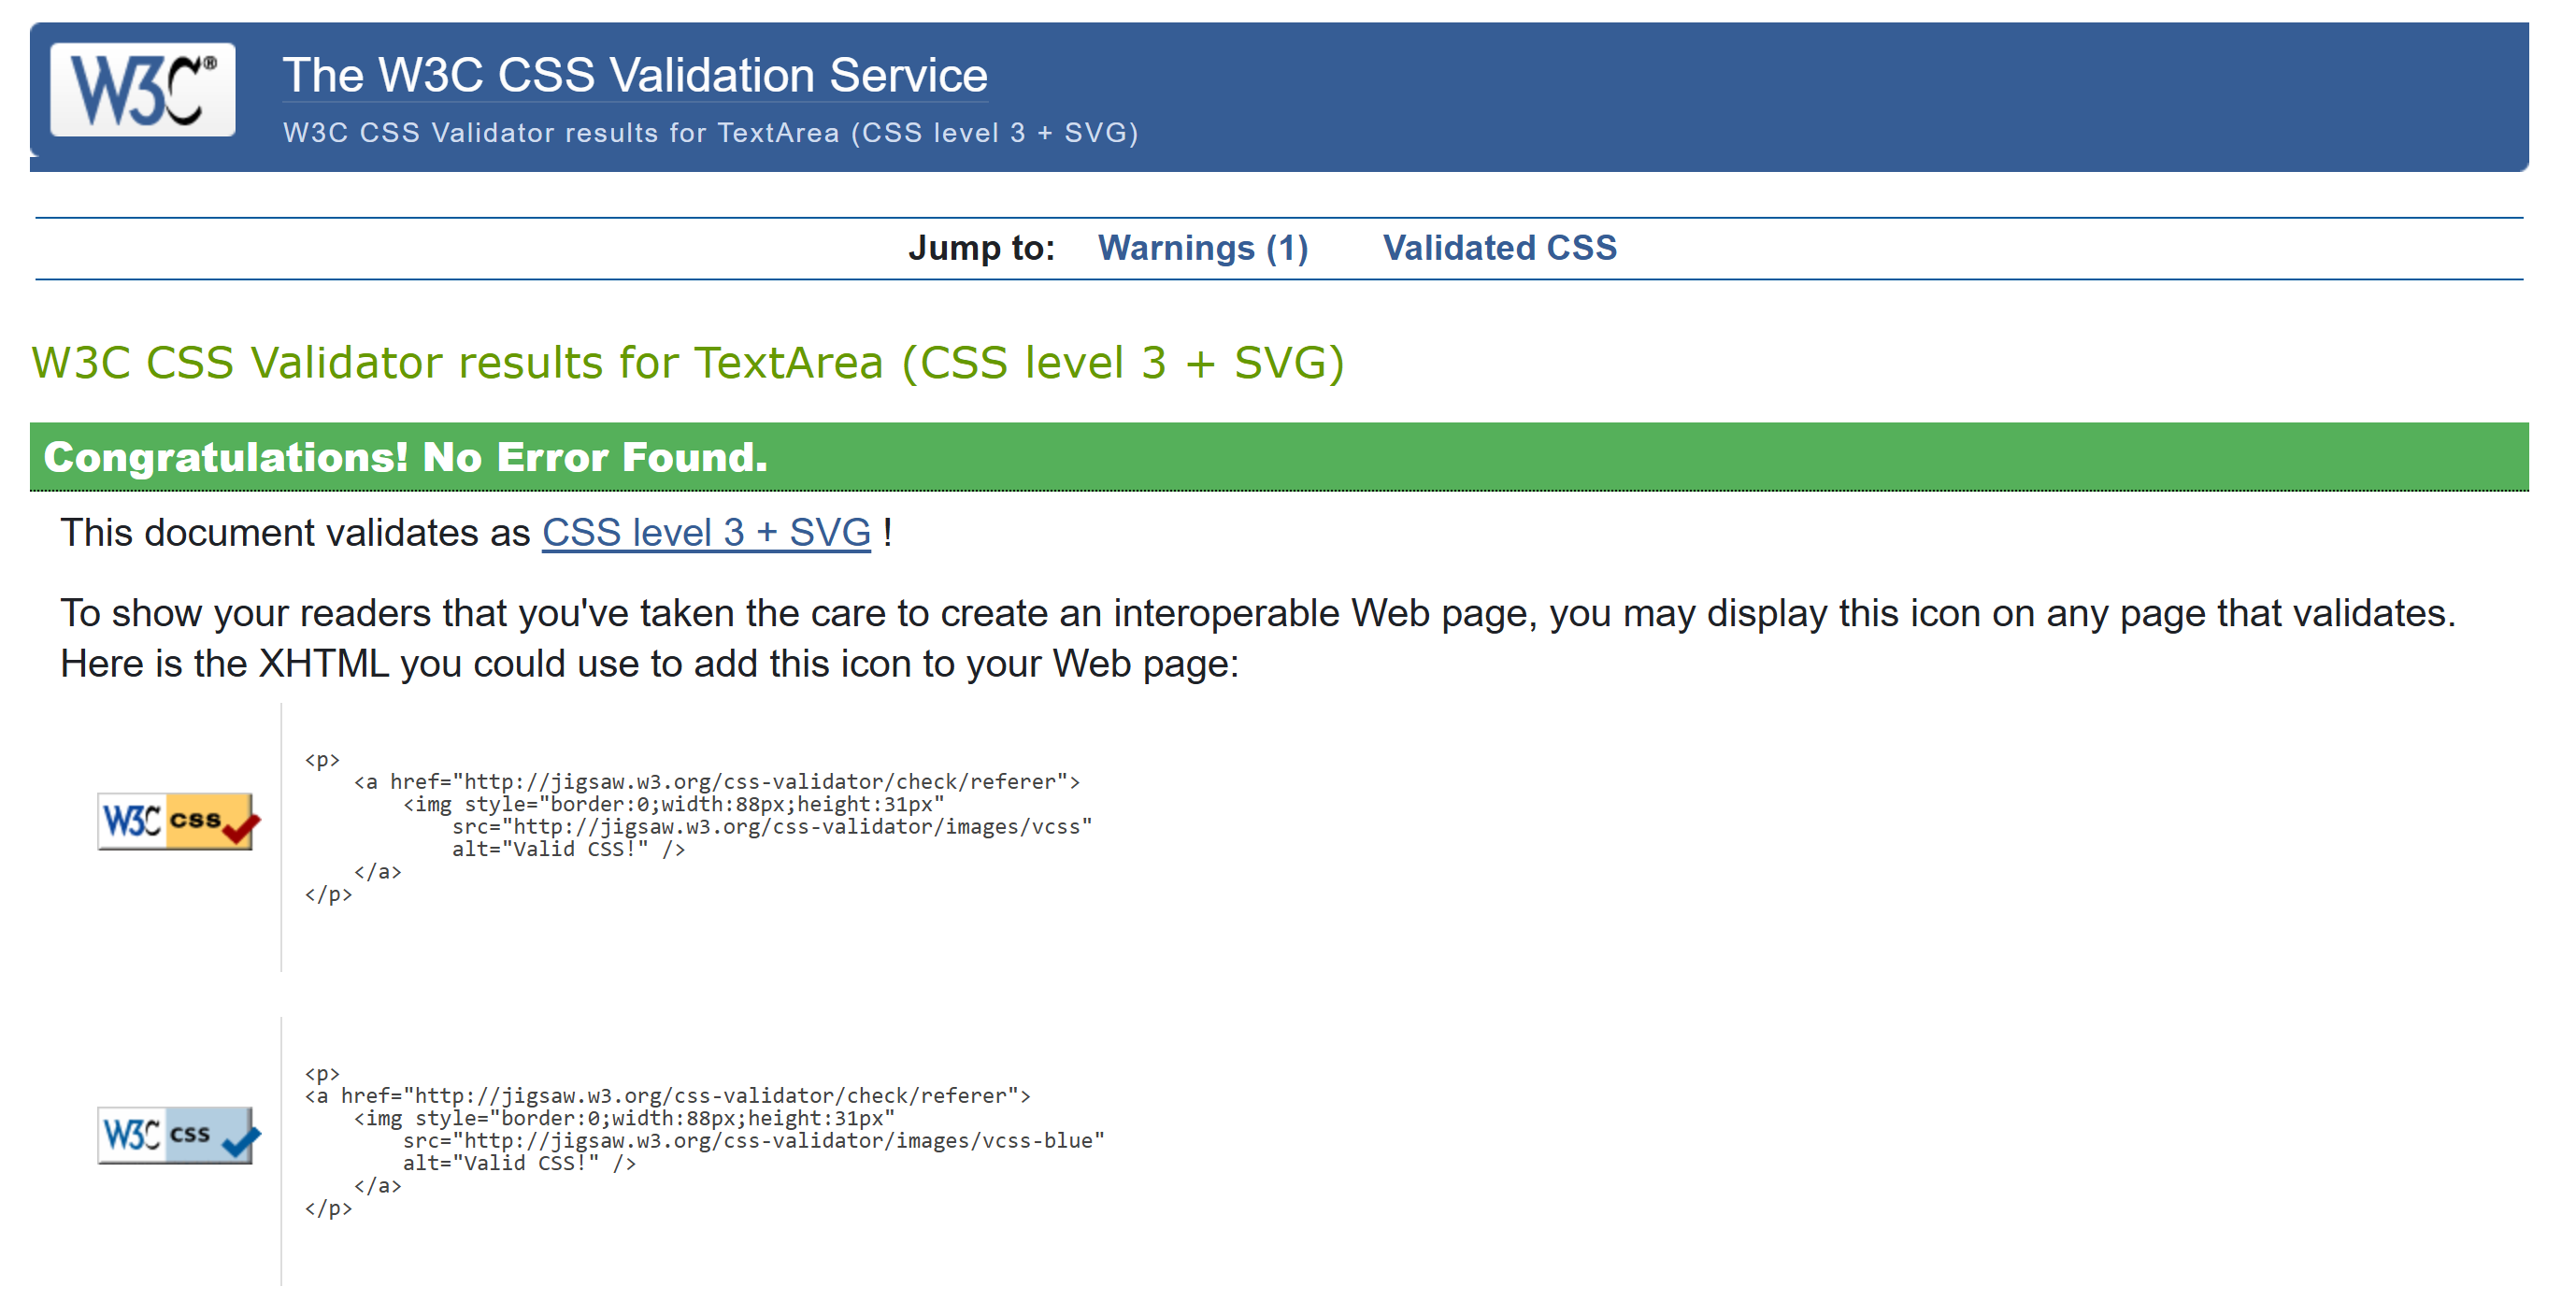 W3C®
The W3C CSS Validation Service
W3C CSS Validator results for TextArea (CSS level 3 + SVG)
Jump to: Warnings (1) Validated CSS
W3C CSS Validator results for TextArea (CSS level 3 + SVG)
Congratulations! No Error Found.
This document validates as CSS level 3 + SVG !
To show your readers that you've taken the care to create an interoperable Web page, you may display this icon on any page that validates.
Here is the XHTML you could use to add this icon to your Web page:
W3C css
<p>
    <a href="http://jigsaw.w3.org/css-validator/check/referer">
        <img style="border:0;width:88px;height:31px"
            src="http://jigsaw.w3.org/css-validator/images/vcss"
            alt="Valid CSS!" />
    </a>
</p>
W3C css
<p>
<a href="http://jigsaw.w3.org/css-validator/check/referer">
    <img style="border:0;width:88px;height:31px"
        src="http://jigsaw.w3.org/css-validator/images/vcss-blue"
        alt="Valid CSS!" />
    </a>
</p>